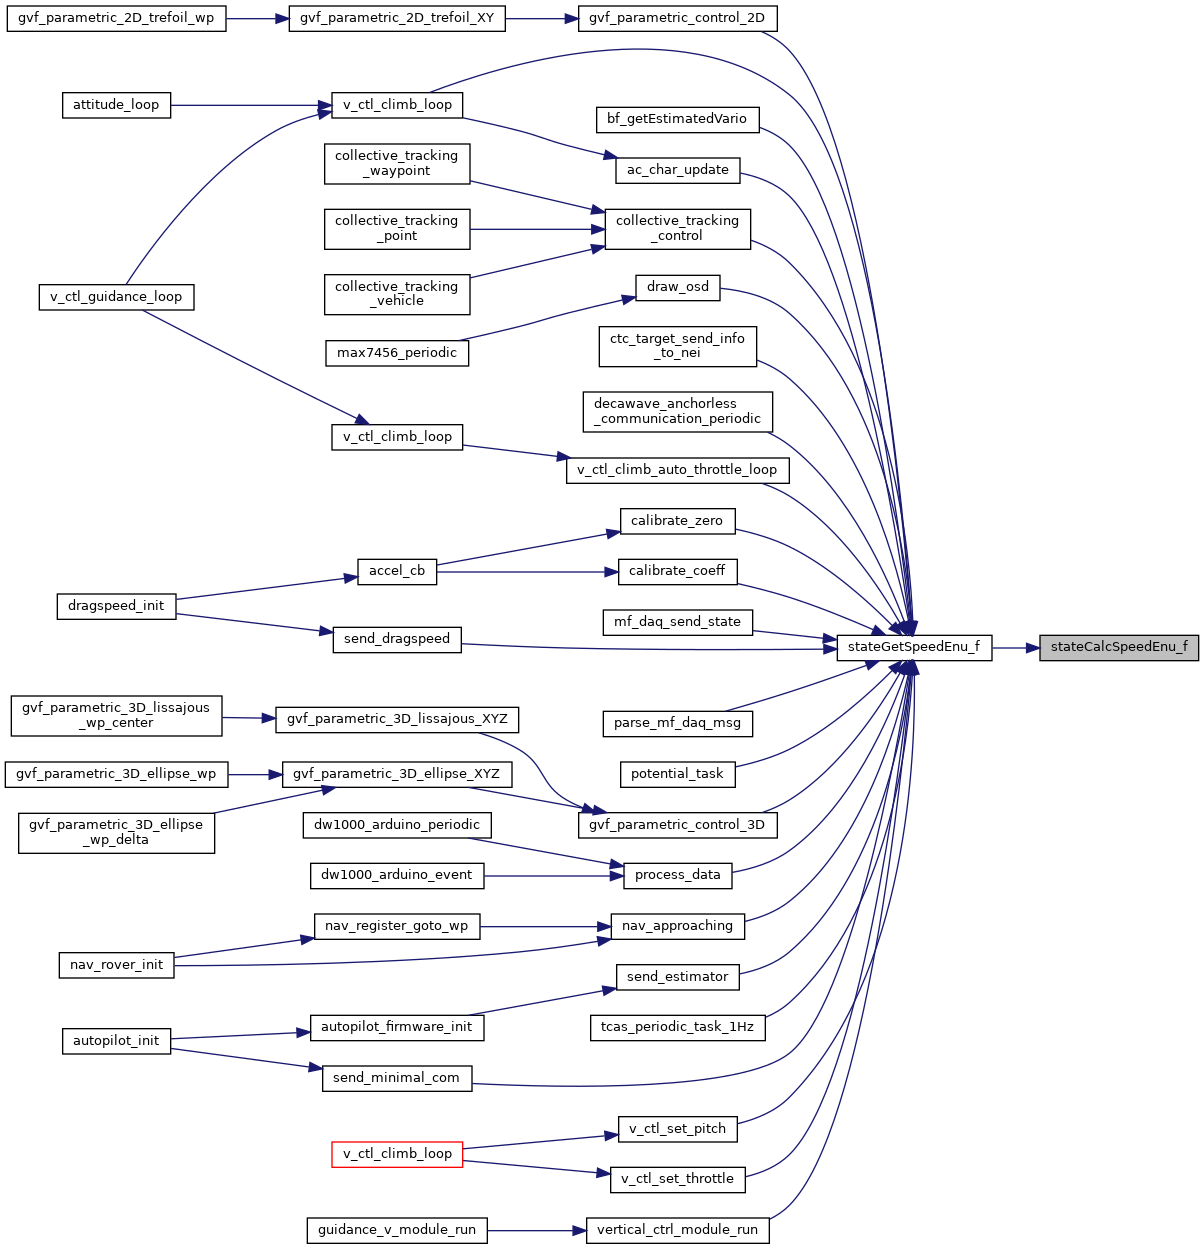 gvf_parametric_2D_trefoil_wp
gvf_parametric_2D_trefoil_XY
gvf_parametric_control_2D
attitude_loop
v_ctl_climb_loop
bf_getEstimatedVario
collective_tracking
_waypoint
ac_char_update
collective_tracking
_point
collective_tracking
_control
v_ctl_guidance_loop
collective_tracking
_vehicle
draw_osd
max7456_periodic
ctc_target_send_info
_to_nei
decawave_anchorless
_communication_periodic
v_ctl_climb_loop
v_ctl_climb_auto_throttle_loop
calibrate_zero
accel_cb
calibrate_coeff
dragspeed_init
mf_daq_send_state
send_dragspeed
stateGetSpeedEnu_f
stateCalcSpeedEnu_f
gvf_parametric_3D_lissajous
_wp_center
gvf_parametric_3D_lissajous_XYZ
parse_mf_daq_msg
gvf_parametric_3D_ellipse_wp
gvf_parametric_3D_ellipse_XYZ
potential_task
gvf_parametric_3D_ellipse
_wp_delta
dw1000_arduino_periodic
gvf_parametric_control_3D
dw1000_arduino_event
process_data
nav_register_goto_wp
nav_approaching
nav_rover_init
send_estimator
autopilot_init
autopilot_firmware_init
tcas_periodic_task_1Hz
send_minimal_com
v_ctl_set_pitch
v_ctl_climb_loop
v_ctl_set_throttle
guidance_v_module_run
vertical_ctrl_module_run